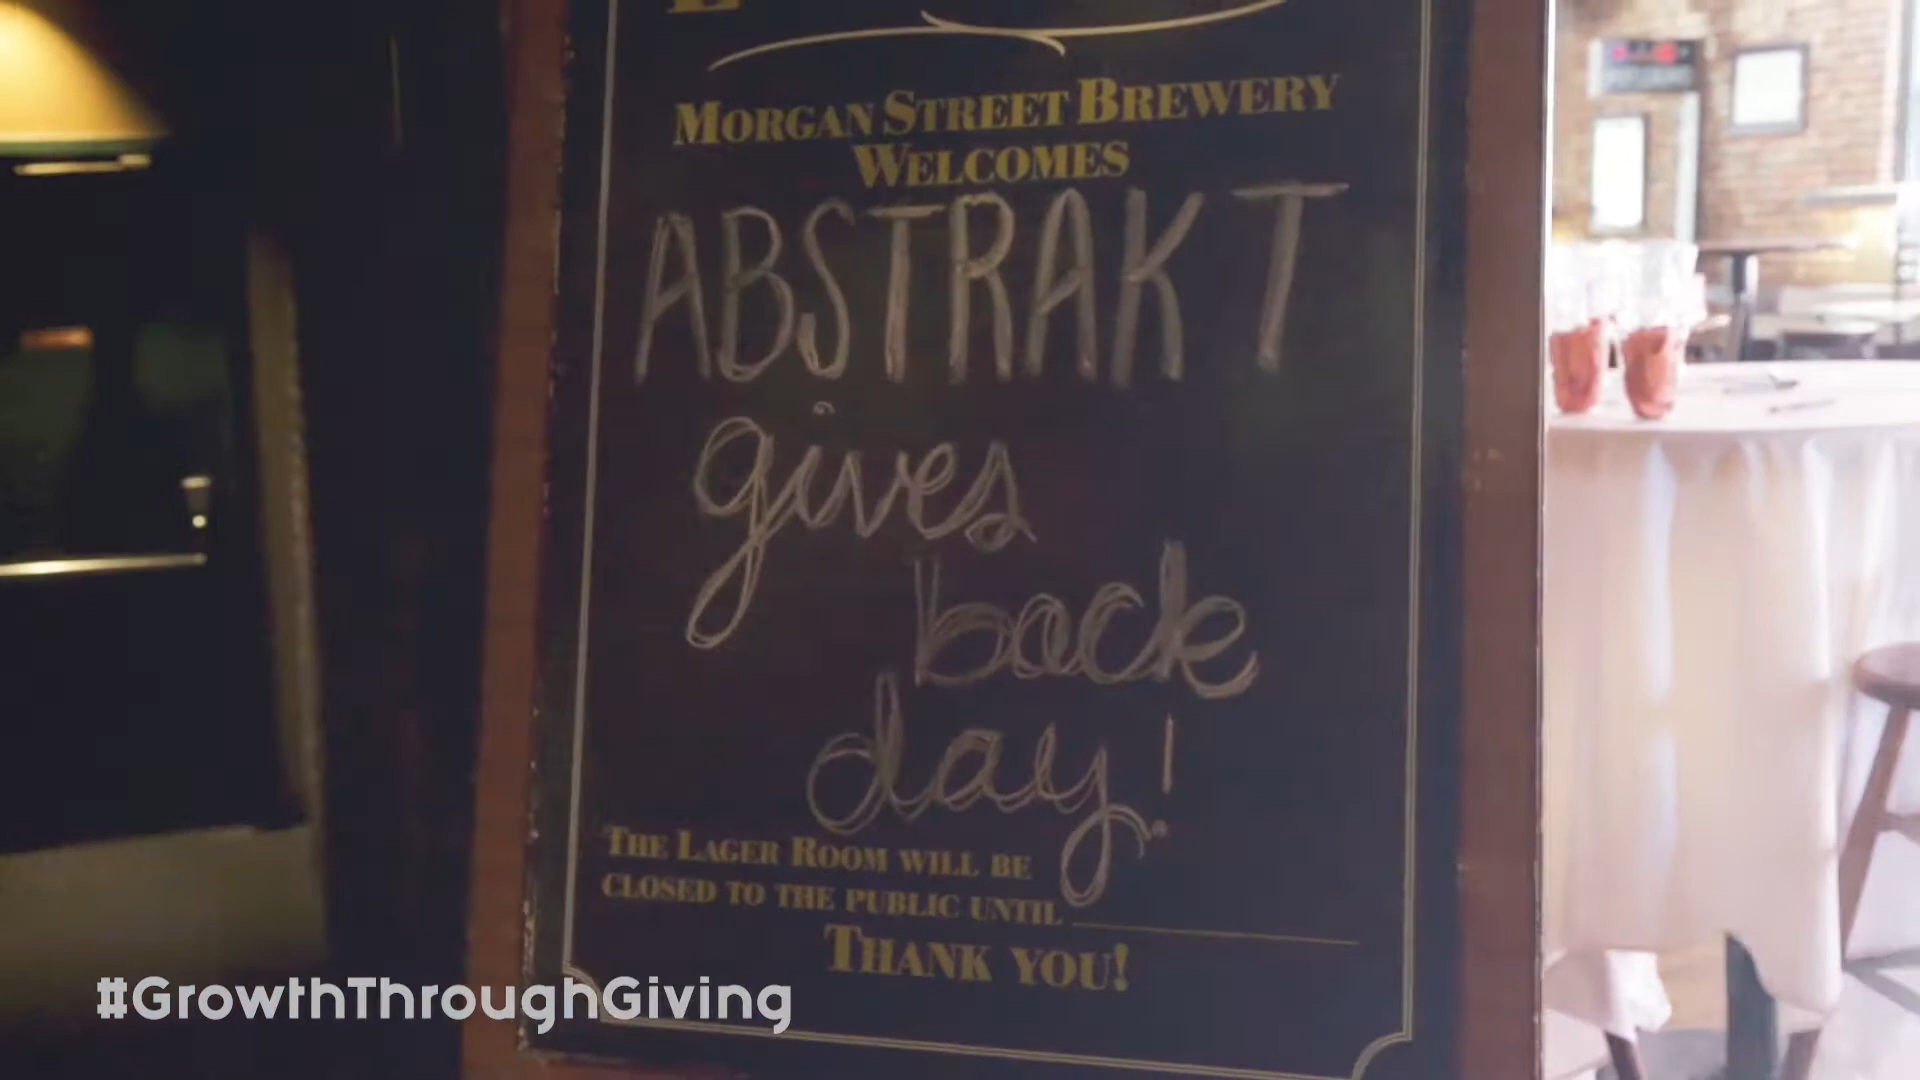 MORGAN STREET BREWERY
WELCOMES
ABSTRAKT
gives
back
day!
THE LAGER ROOM WILL BE
CLOSED TO THE PUBLIC UNTIL
THANK YOU!
#GrowthThroughGiving